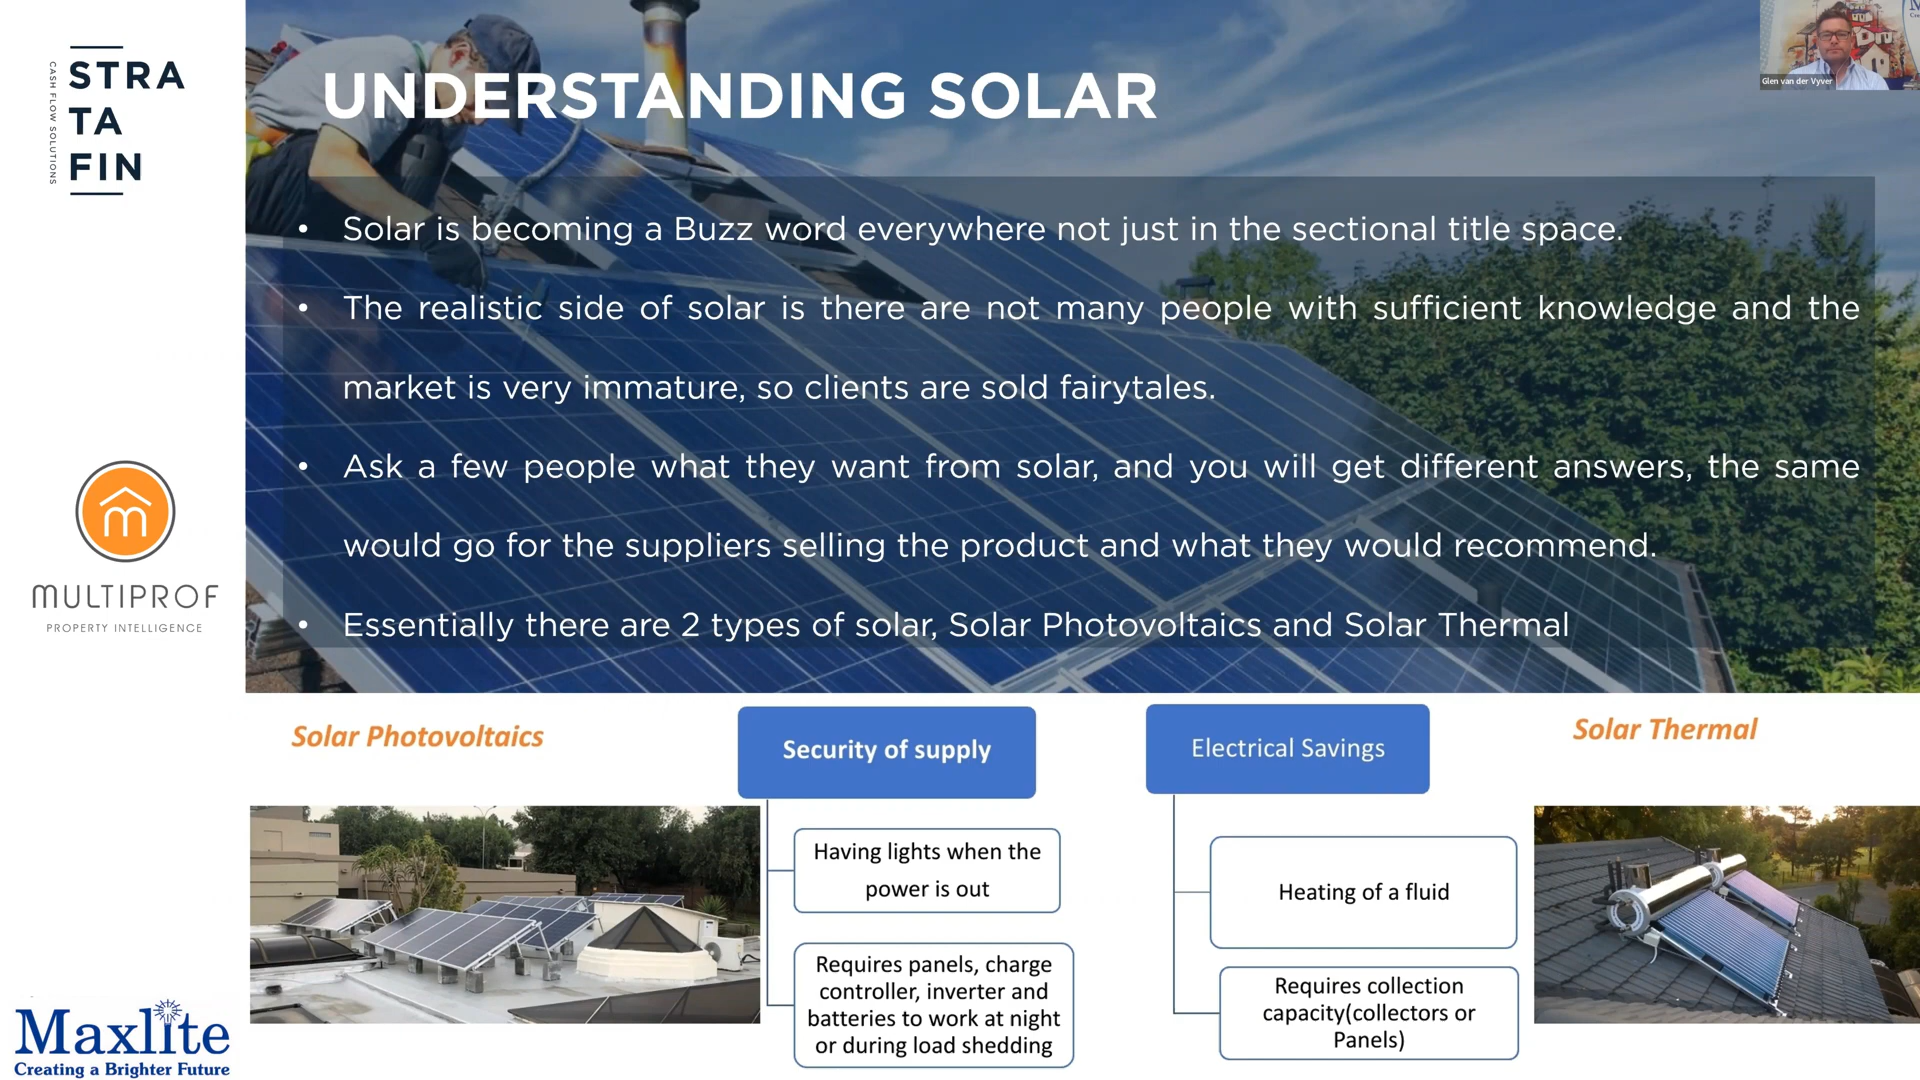 STRA
TA
FIN
CASH FLOW SOLUTIONS
UNDERSTANDING SOLAR
Glen van der Vyver
• Solar is becoming a Buzz word everywhere not just in the sectional title space.
• The realistic side of solar is there are not many people with sufficient knowledge and the
market is very immature, so clients are sold fairytales.
• Ask a few people what they want from solar, and you will get different answers, the same
would go for the suppliers selling the product and what they would recommend.
• Essentially there are 2 types of solar, Solar Photovoltaics and Solar Thermal
MULTIPROF
PROPERTY INTELLIGENCE
Solar Photovoltaics
Security of supply
Having lights when the
power is out
Requires panels, charge
controller, inverter and
batteries to work at night
or during load shedding
Electrical Savings
Heating of a fluid
Requires collection
capacity(collectors or
Panels)
Solar Thermal
Maxlite
Creating a Brighter Future